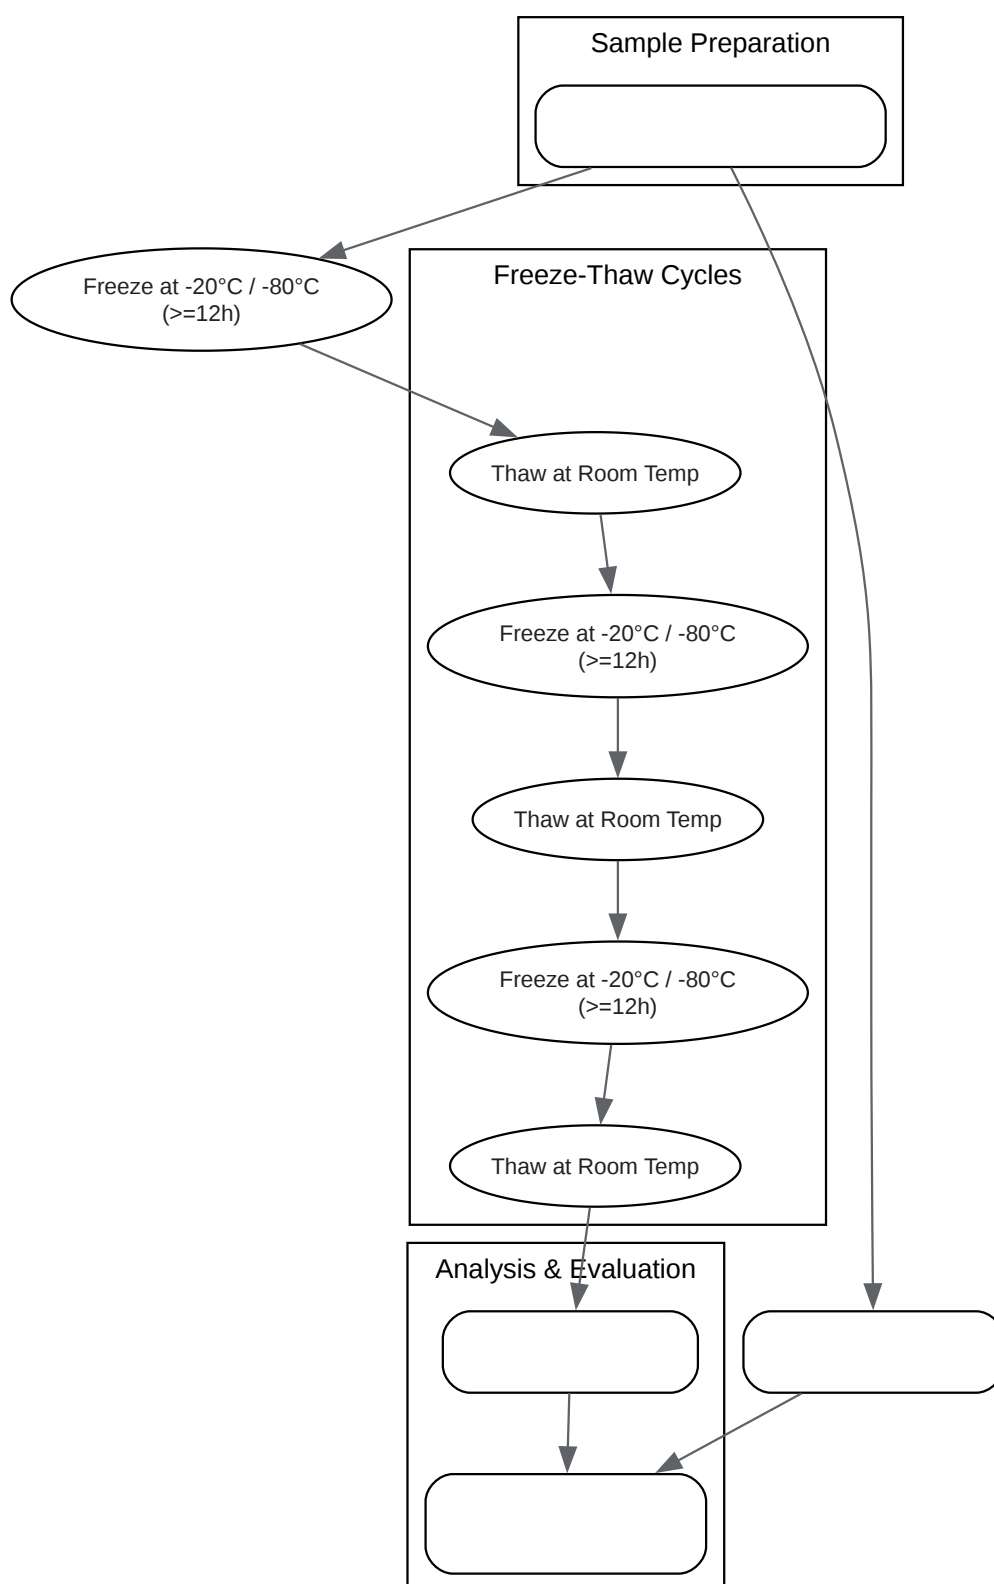 Sample Preparation
Freeze at -20°C / -80°C
(>=12h)
Freeze-Thaw Cycles
Thaw at Room Temp
Freeze at -20°C / -80°C
(>=12h)
Thaw at Room Temp
Freeze at -20°C / -80°C
(>=12h)
Thaw at Room Temp
Analysis & Evaluation